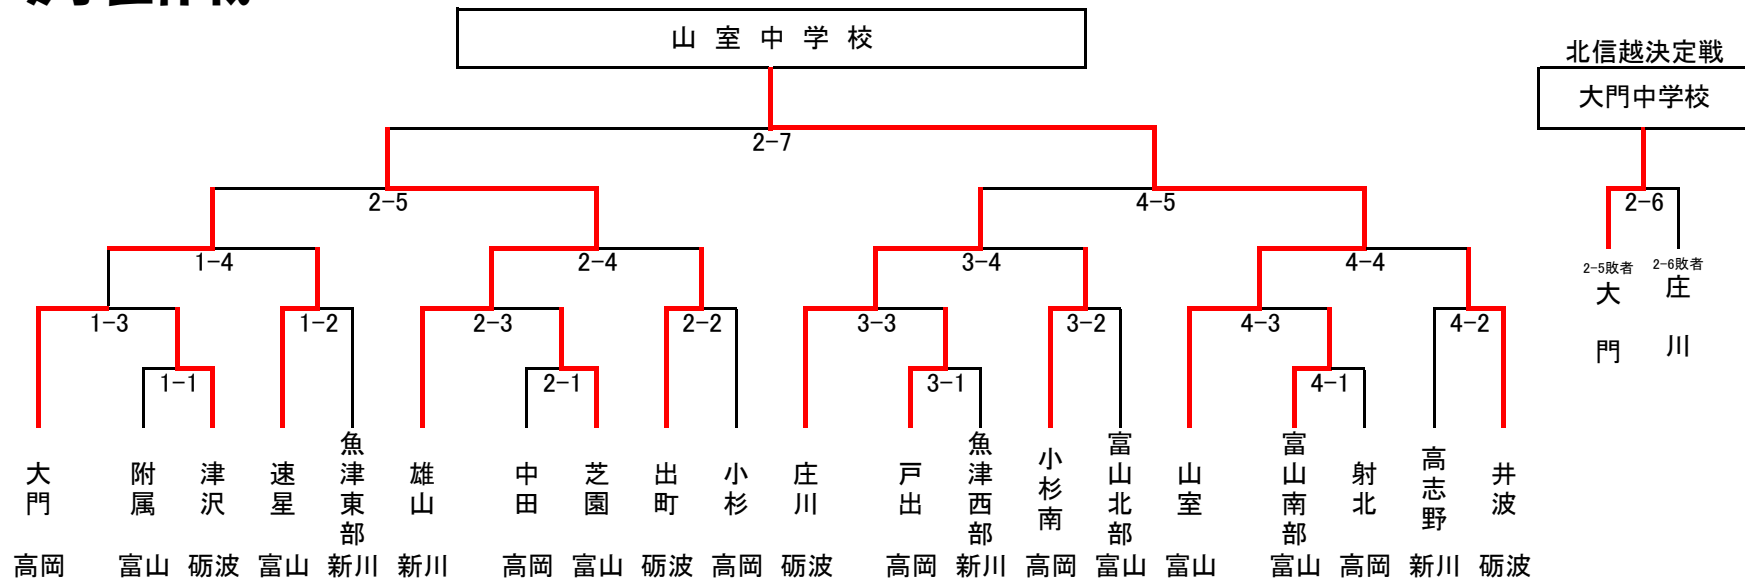 山室中学校
北信越決定戦
大門中学校
2-7
2-5
4-5
2-6
1-4
2-4
3-4
4-4
2-5敗者
2-6敗者
大門
庄川
1-3
1-2
2-3
2-2
3-3
3-2
4-3
4-2
1-1
2-1
3-1
4-1
大門
附属
津沢
速星
魚津東部
雄山
中田
芝園
出町
小杉
庄川
戸出
魚津西部
小杉南
富山北部
山室
富山南部
射北
高志野
井波
高岡
富山
砺波
富山
新川
新川
高岡
富山
砺波
高岡
砺波
高岡
新川
高岡
富山
富山
富山
高岡
新川
砺波